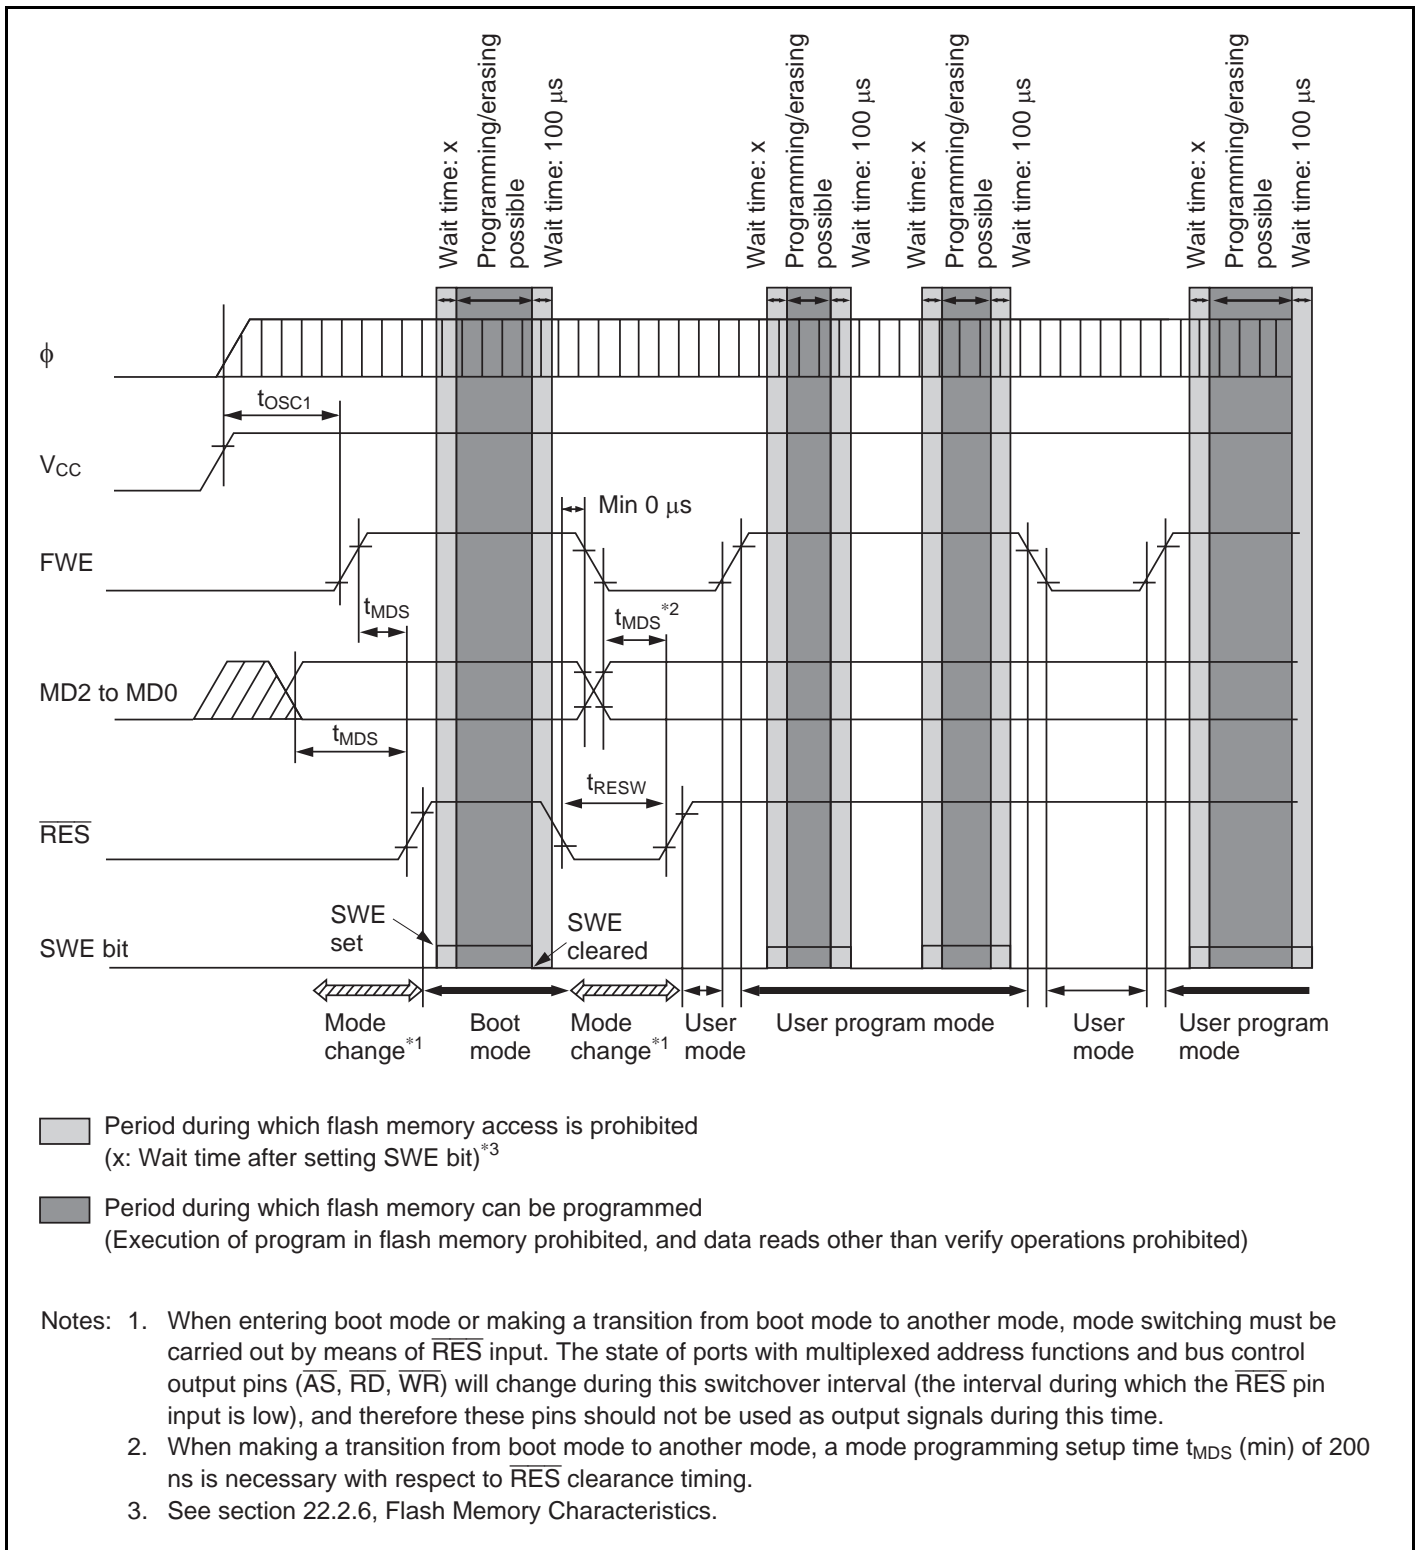 Wait time: x
Programming/erasing
possible
Wait time: 100 μs
Wait time: x
Programming/erasing
possible
Wait time: 100 μs
Wait time: x
Programming/erasing
possible
Wait time: 100 μs
Wait time: x
Programming/erasing
possible
Wait time: 100 μs
ϕ
tOSC1
VCC
Min 0 μs
FWE
tMDS
tMDS*2
MD2 to MD0
tMDS
tRESW
R̅E̅S̅
SWE
set
SWE
cleared
SWE bit
Mode
change*1
Boot
mode
Mode
change*1
User
mode
User program mode
User
mode
User program
mode
Period during which flash memory access is prohibited
(x: Wait time after setting SWE bit)*3
Period during which flash memory can be programmed
(Execution of program in flash memory prohibited, and data reads other than verify operations prohibited)
Notes: 1. When entering boot mode or making a transition from boot mode to another mode, mode switching must be
carried out by means of R̅E̅S̅ input. The state of ports with multiplexed address functions and bus control
output pins (A̅S̅, R̅D̅, W̅R̅) will change during this switchover interval (the interval during which the R̅E̅S̅ pin
input is low), and therefore these pins should not be used as output signals during this time.
2. When making a transition from boot mode to another mode, a mode programming setup time tMDS (min) of 200
ns is necessary with respect to R̅E̅S̅ clearance timing.
3. See section 22.2.6, Flash Memory Characteristics.